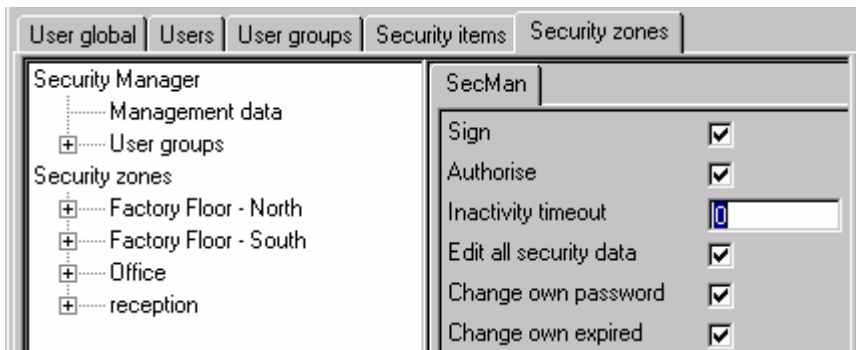 User global
Users
User groups
Security items
Security zones
Security Manager
Management data
User groups
Security zones
Factory Floor - North
Factory Floor - South
Office
reception
SecMan
Sign
Authorise
Inactivity timeout
0
Edit all security data
Change own password
Change own expired